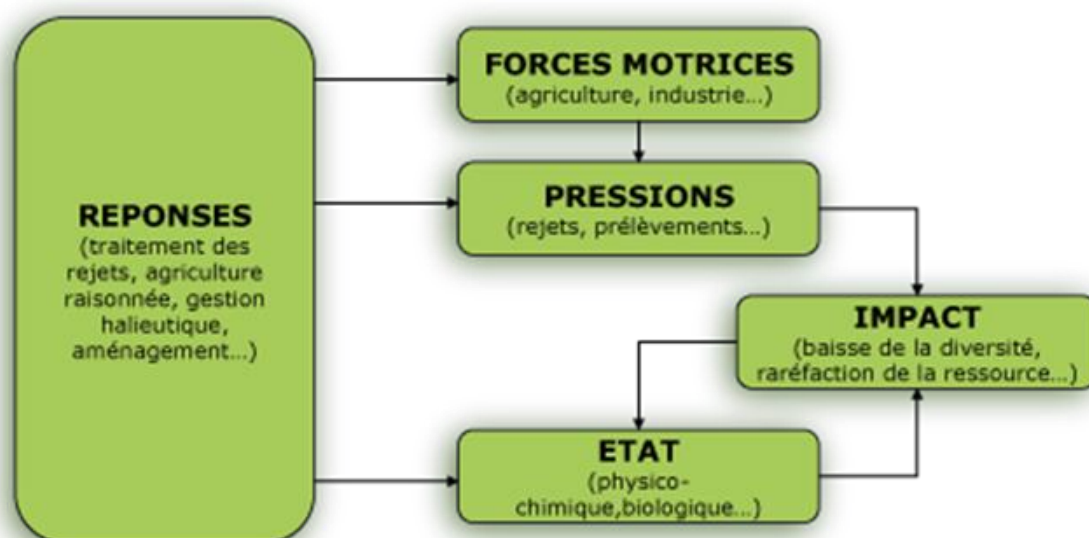 REPONSES
(traitement des
rejets, agriculture
raisonnée, gestion
halieutique,
aménagement...)
FORCES MOTRICES
(agriculture, industrie...)
PRESSIONS
(rejets, prélèvements...)
IMPACT
(baisse de la diversité,
raréfaction de la ressource...)
ETAT
(physico-
chimique,biologique...)